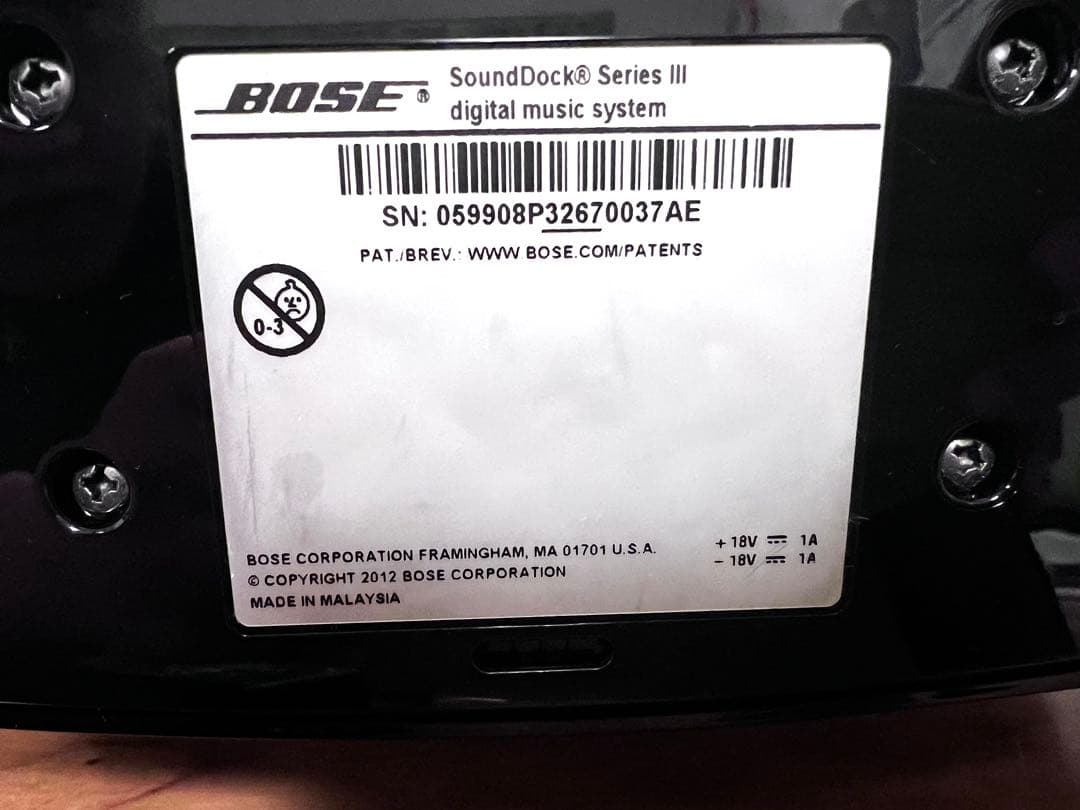 BOSE®
SoundDock® Series III
digital music system
SN: 059908P32670037AE
PAT./BREV.: WWW.BOSE.COM/PATENTS
0-3
BOSE CORPORATION FRAMINGHAM, MA 01701 U.S.A.
© COPYRIGHT 2012 BOSE CORPORATION
MADE IN MALAYSIA
+ 18V ⎓ 1A
− 18V ⎓ 1A